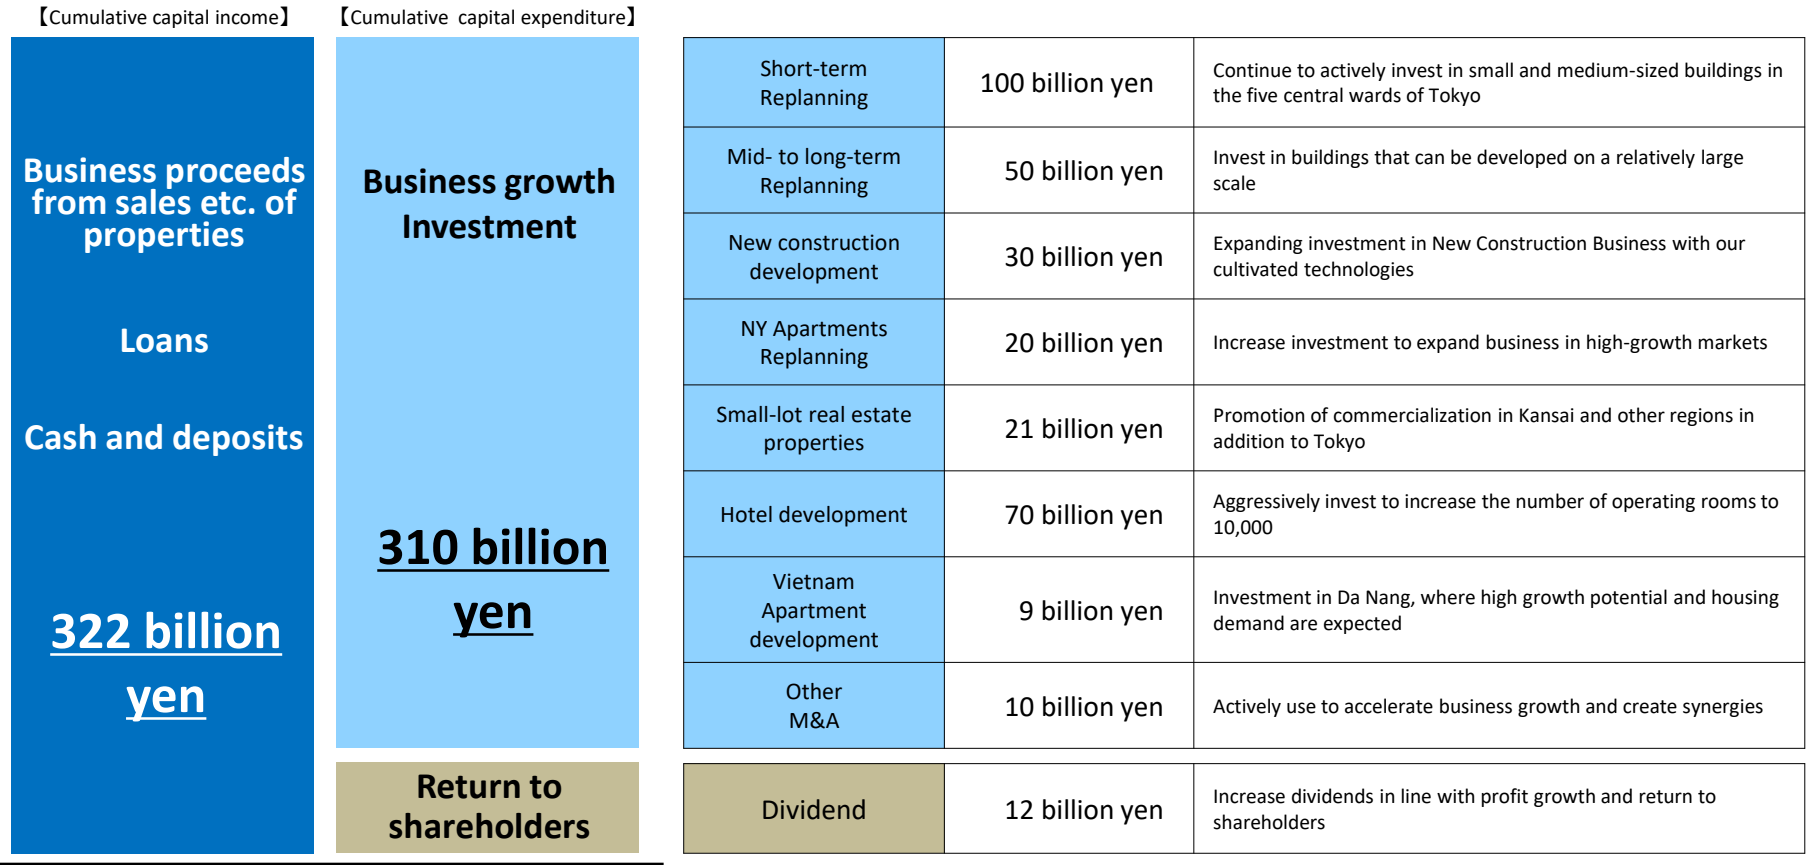 【Cumulative capital income】
【Cumulative capital expenditure】
Business proceeds
from sales etc. of
properties
Loans
Cash and deposits
322 billion
yen
Business growth
Investment
310 billion
yen
Return to
shareholders
Short-term
Replanning
100 billion yen
Continue to actively invest in small and medium-sized buildings in
the five central wards of Tokyo
Mid- to long-term
Replanning
50 billion yen
Invest in buildings that can be developed on a relatively large
scale
New construction
development
30 billion yen
Expanding investment in New Construction Business with our
cultivated technologies
NY Apartments
Replanning
20 billion yen
Increase investment to expand business in high-growth markets
Small-lot real estate
properties
21 billion yen
Promotion of commercialization in Kansai and other regions in
addition to Tokyo
Hotel development
70 billion yen
Aggressively invest to increase the number of operating rooms to
10,000
Vietnam
Apartment
development
9 billion yen
Investment in Da Nang, where high growth potential and housing
demand are expected
Other
M&A
10 billion yen
Actively use to accelerate business growth and create synergies
Dividend
12 billion yen
Increase dividends in line with profit growth and return to
shareholders